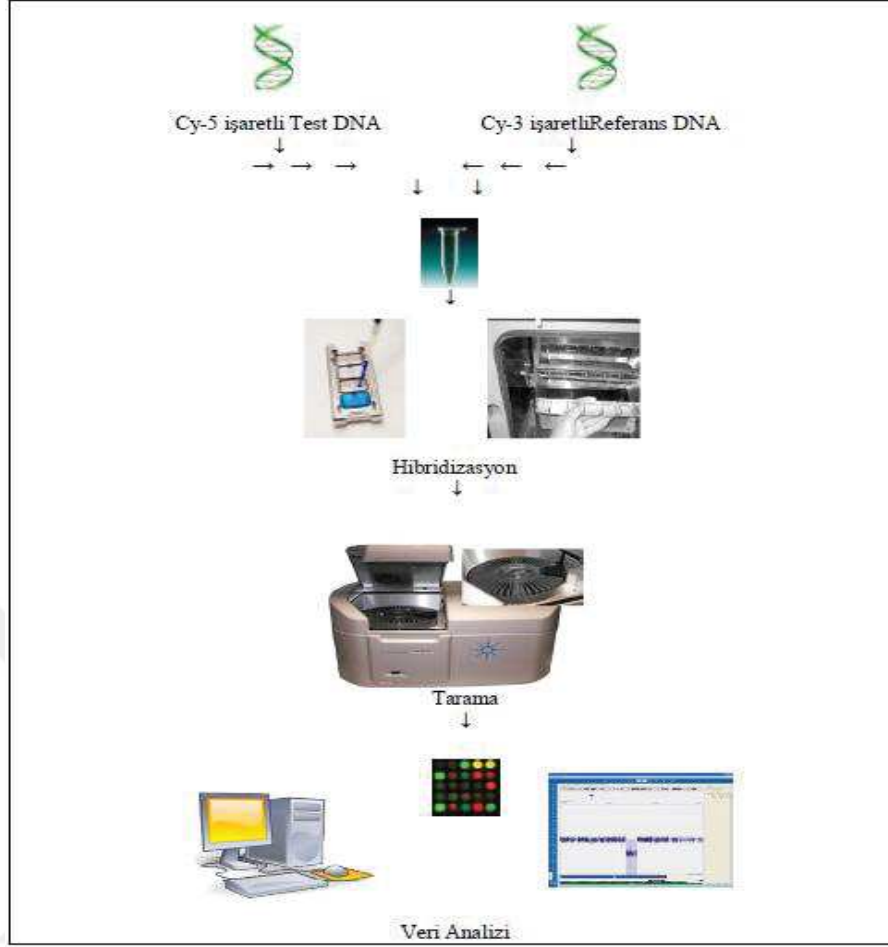 Cy-5 işaretli Test DNA
Cy-3 işaretliReferans DNA
Hibridizasyon
Tarama
Veri Analizi